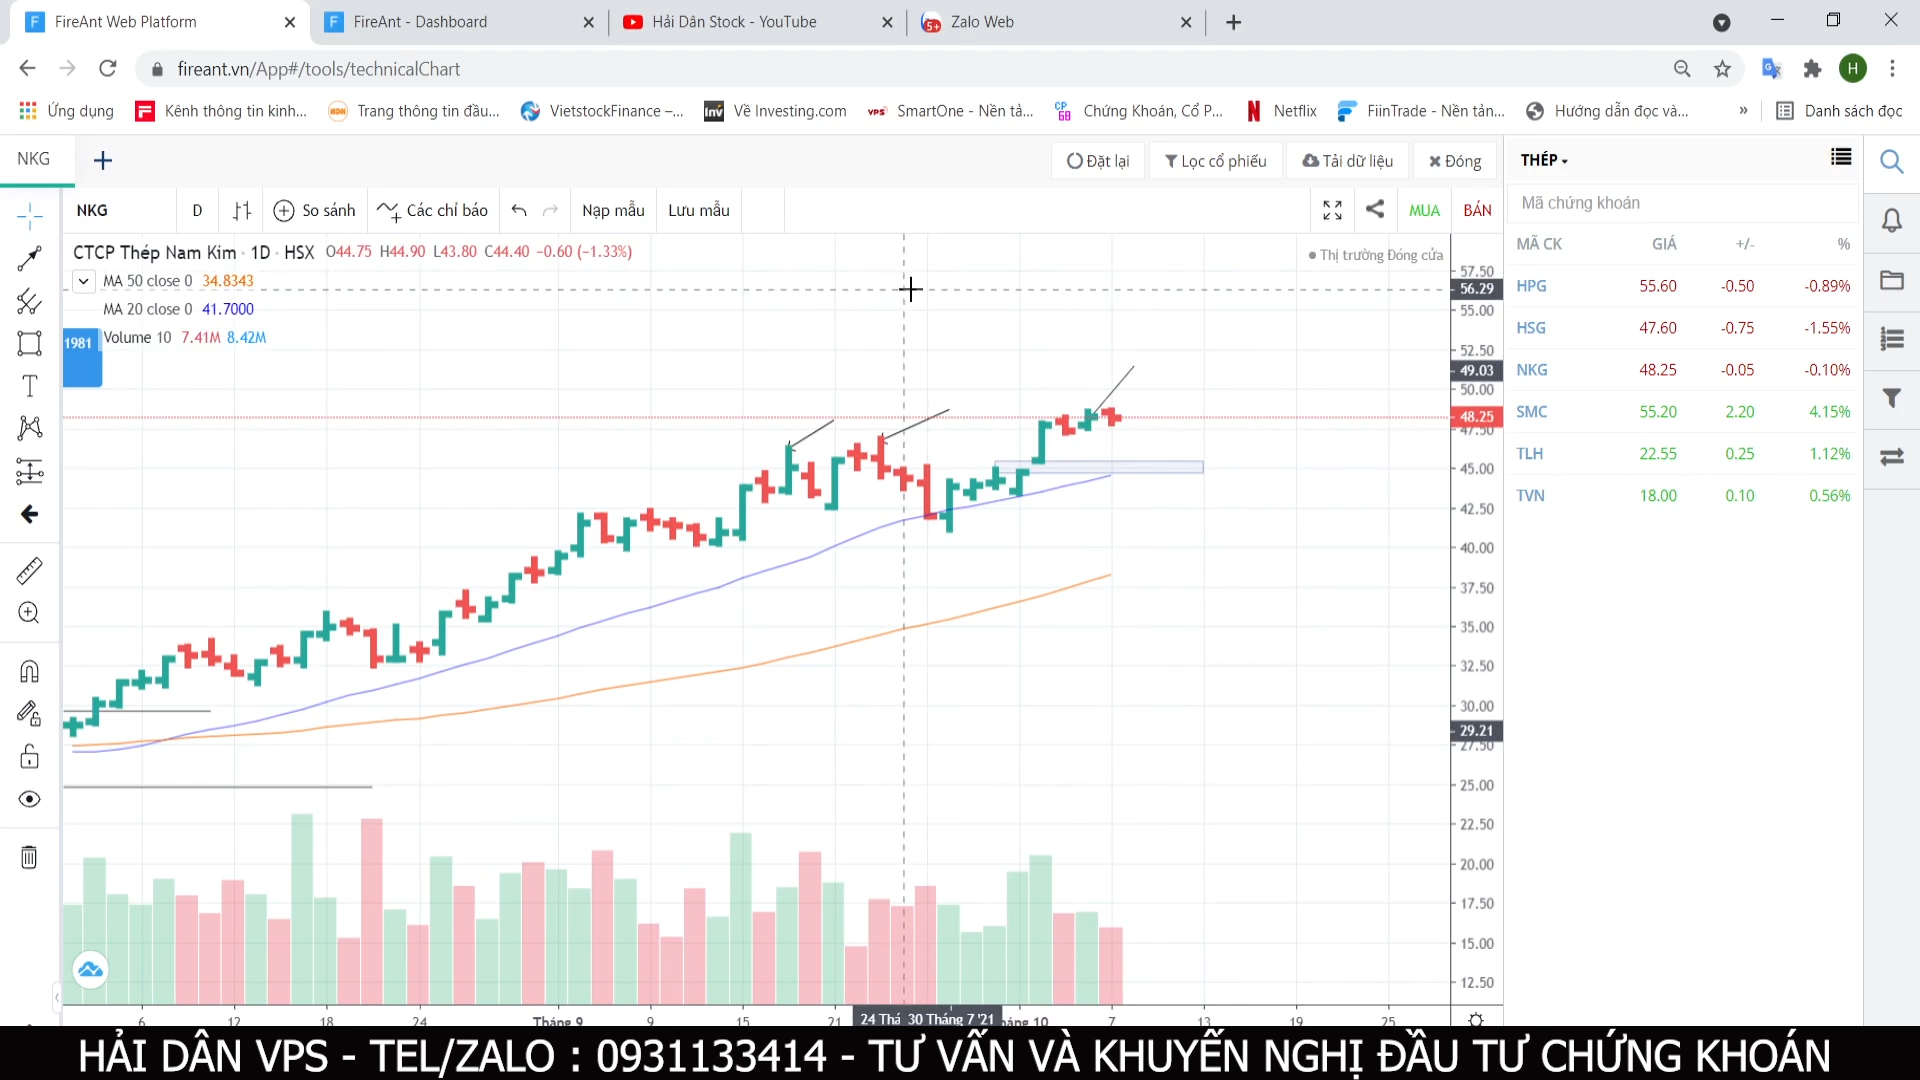 FireAnt Web Platform
FireAnt - Dashboard
Hải Dân Stock - YouTube
5+
Zalo Web
fireant.vn/App#/tools/technicalChart
H
Ứng dụng
Kênh thông tin kinh...
Trang thông tin đầu...
VietstockFinance –...
Inv
Về Investing.com
VPS
SmartOne - Nền tả...
CP68
Chứng Khoán, Cổ P...
Netflix
FiinTrade - Nền tản...
Hướng dẫn đọc và...
»
Danh sách đọc
NKG
Đặt lại
Lọc cổ phiếu
Tải dữ liệu
Đóng
THÉP
NKG
D
So sánh
Các chỉ báo
Nạp mẫu
Lưu mẫu
MUA
BÁN
Mã chứng khoán
CTCP Thép Nam Kim · 1D · HSX O44.75 H44.90 L43.80 C44.40 −0.60 (−1.33%)
Thị trường Đóng cửa
MA 50 close 0 34.8343
MA 20 close 0 41.7000
Volume 10 7.41M 8.42M
1981
57.50
56.29
55.00
52.50
49.03
50.00
48.25
47.50
45.00
42.50
40.00
37.50
35.00
32.50
30.00
29.21
27.50
25.00
22.50
20.00
17.50
15.00
12.50
MÃ CK GIÁ +/- %
HPG 55.60 -0.50 -0.89%
HSG 47.60 -0.75 -1.55%
NKG 48.25 -0.05 -0.10%
SMC 55.20 2.20 4.15%
TLH 22.55 0.25 1.12%
TVN 18.00 0.10 0.56%
6 12 18 24 Tháng 9 9 15 21 24 Thá 30 Tháng 7 '21 háng 10 7 13 19 25
HẢI DÂN VPS - TEL/ZALO : 0931133414 - TƯ VẤN VÀ KHUYẾN NGHỊ ĐẦU TƯ CHỨNG KHOÁN